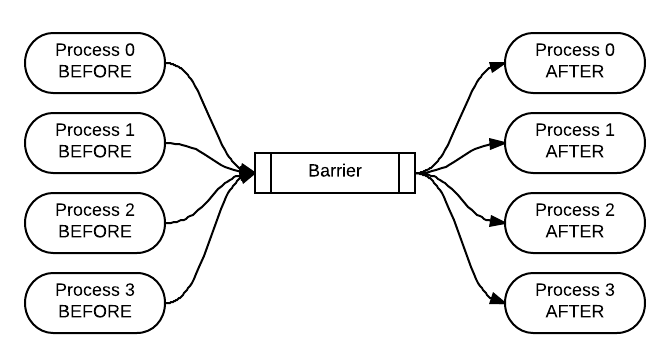 Process 0
BEFORE
Process 1
BEFORE
Process 2
BEFORE
Process 3
BEFORE
Barrier
Process 0
AFTER
Process 1
AFTER
Process 2
AFTER
Process 3
AFTER